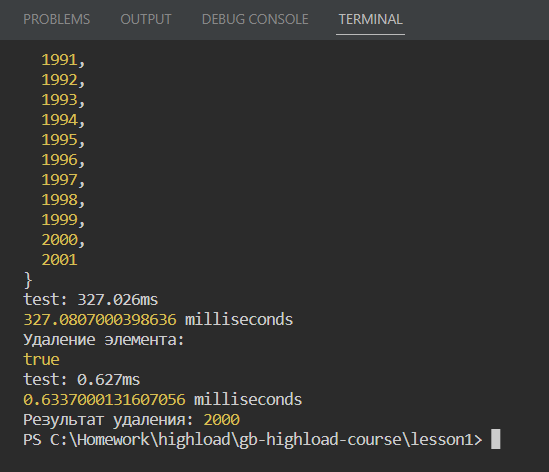 PROBLEMS OUTPUT DEBUG CONSOLE TERMINAL
1991,
1992,
1993,
1994,
1995,
1996,
1997,
1998,
1999,
2000,
2001
}
test: 327.026ms
327.0807000398636 milliseconds
Удаление элемента:
true
test: 0.627ms
0.6337000131607056 milliseconds
Результат удаления: 2000
PS C:\Homework\highload\gb-highload-course\lesson1>